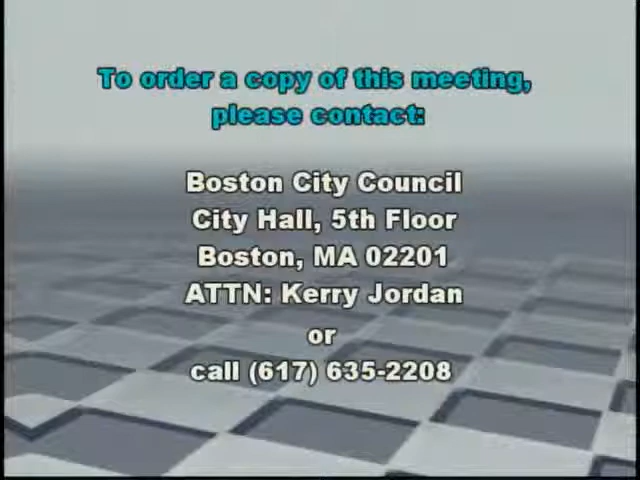 To order a copy of this meeting,
please contact:
Boston City Council
City Hall, 5th Floor
Boston, MA 02201
ATTN: Kerry Jordan
or
call (617) 635-2208